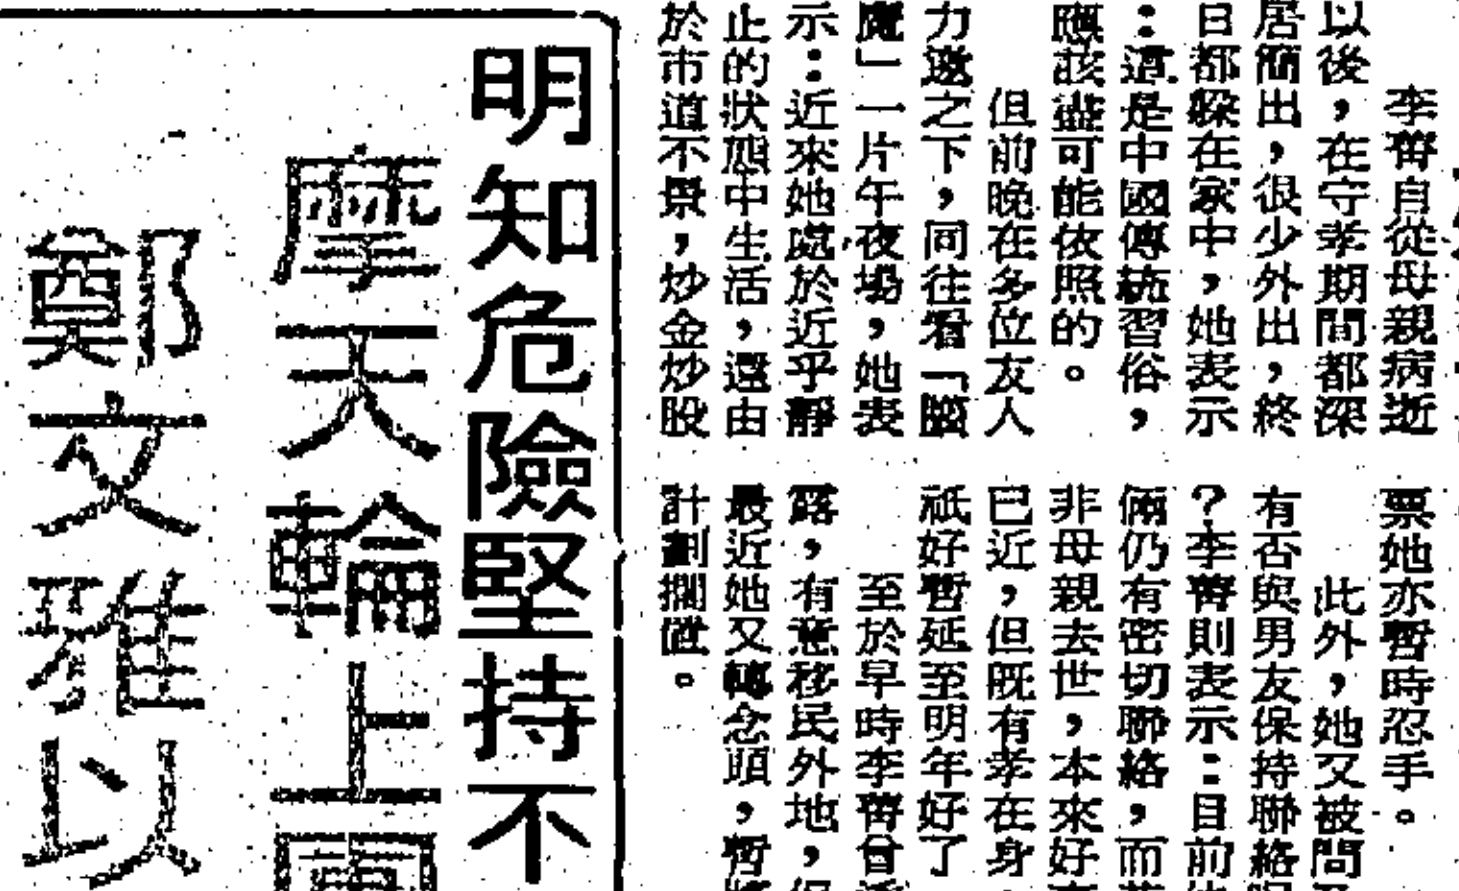 李菁自從母親病逝
以後，在守孝期間都深
居簡出，很少外出，終
日都躲在家中，她表示
：這是中國傳統習俗，
應該盡可能依照的。
但前晚在多位友人
力邀之下，同往看「腦
魔」一片午夜場，她表
示：近來她處於近乎靜
止的狀態中生活，還由
於市道不景，炒金炒股
票她亦暫時忍手。
此外，她又被問
有否與男友保持聯絡
？李菁則表示：目前
倆仍有密切聯絡，而
非母親去世，本來好
已近，但既有孝在身
祇好暫延至明年好了
至於早時李菁曾
露，有意移民外地，
最近她又轉念頭，暫
計劃擱置。
明知危險堅持不
摩天輪上
鄭文雅以